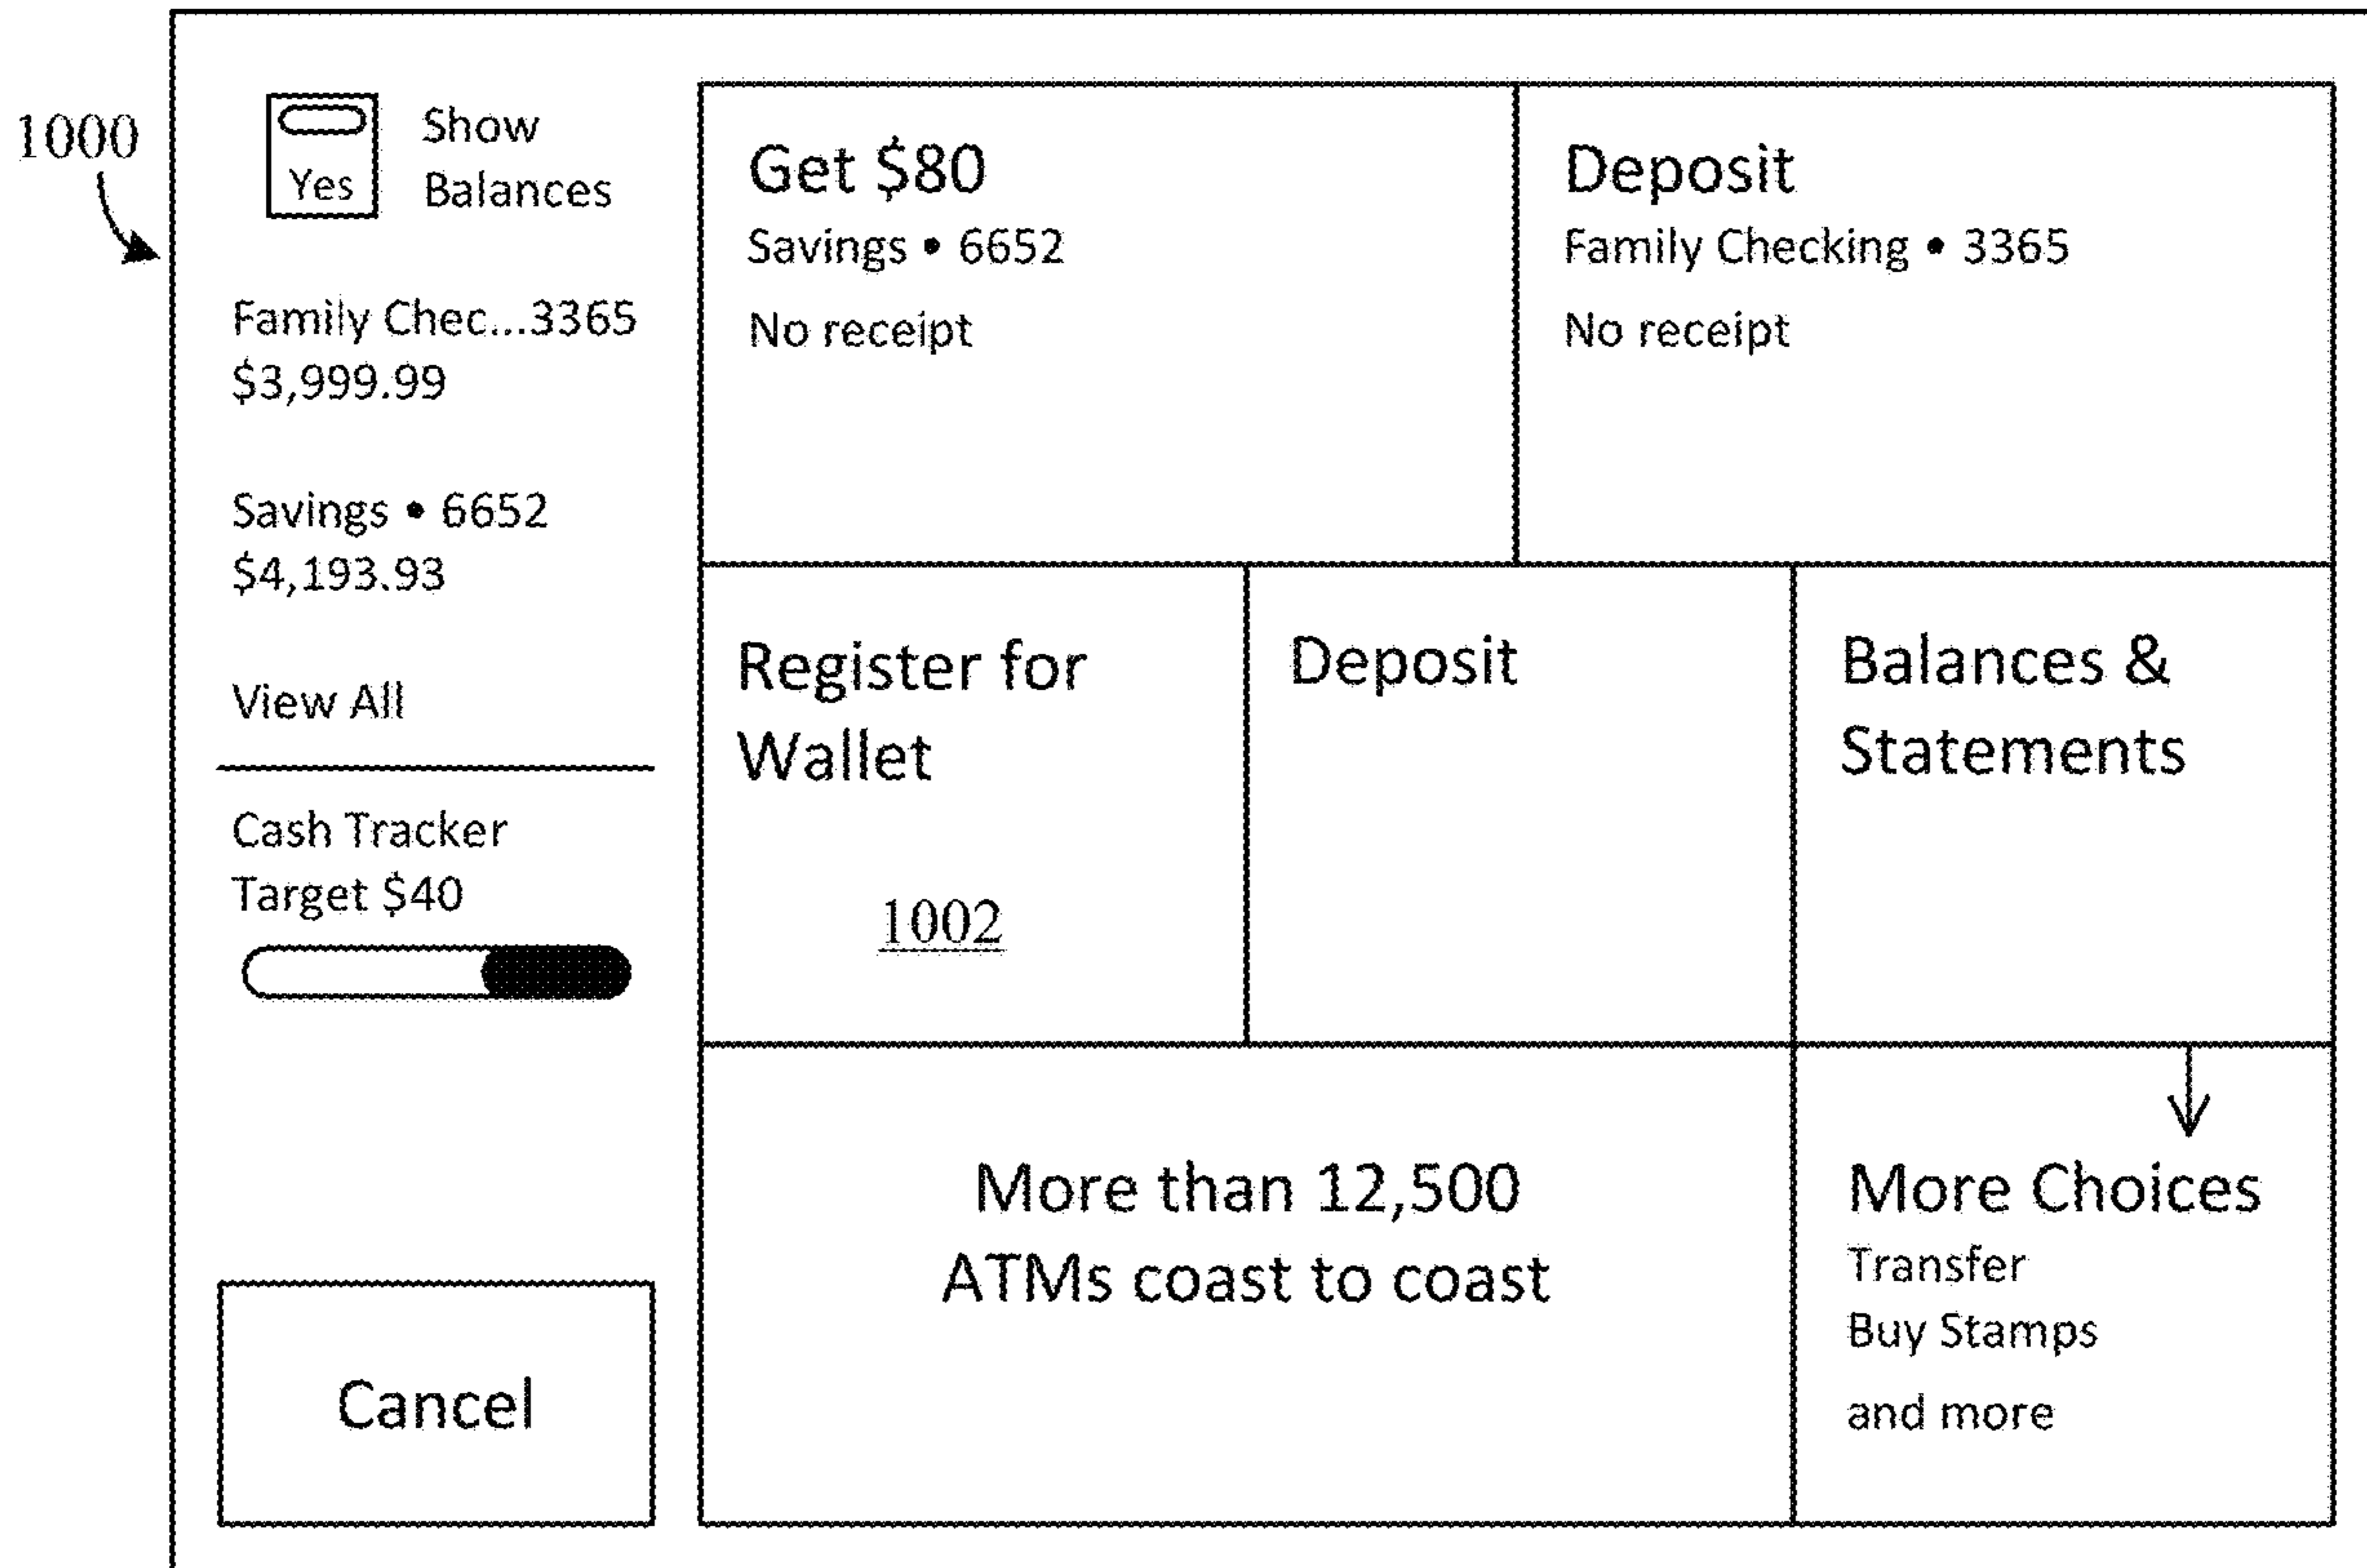 1000
Yes
Show
Balances
Family Chec...3365
$3,999.99
Savings • 6652
$4,193.93
View All
Cash Tracker
Target $40
Cancel
Get $80
Savings • 6652
No receipt
Deposit
Family Checking • 3365
No receipt
Register for
Wallet
1002
Deposit
Balances &
Statements
More than 12,500
ATMs coast to coast
More Choices
Transfer
Buy Stamps
and more